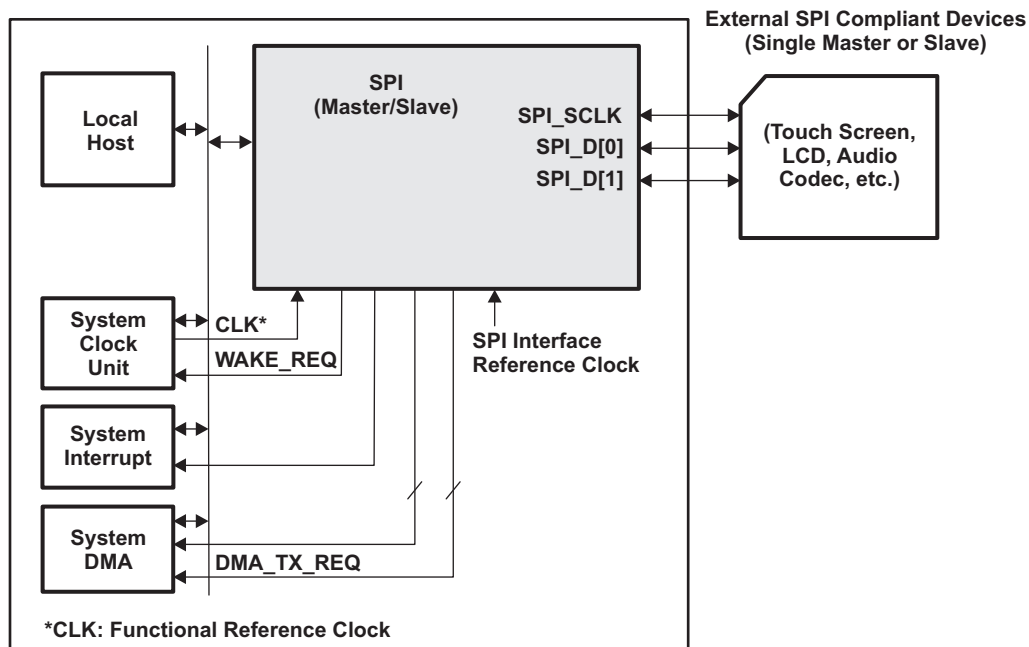 External SPI Compliant Devices
(Single Master or Slave)
Local
Host
SPI
(Master/Slave)
SPI_SCLK
SPI_D[0]
SPI_D[1]
(Touch Screen,
LCD, Audio
Codec, etc.)
System
Clock
Unit
CLK*
WAKE_REQ
SPI Interface
Reference Clock
System
Interrupt
System
DMA
DMA_TX_REQ
*CLK: Functional Reference Clock